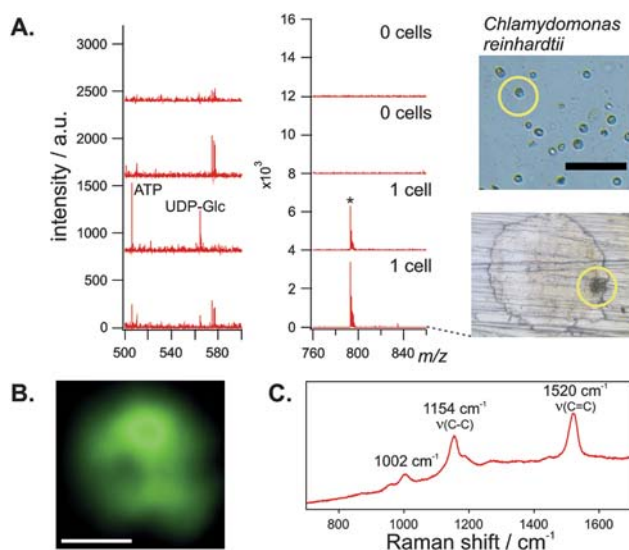 A.
3000
2500
2000
1500
1000
500
0
intensity / a.u.
ATP
UDP-Glc
500
520
540
560
580
16
14
12
10
8
6
4
2
0
x10³
0 cells
0 cells
1 cell
*
1 cell
760
800
840
m/z
Chlamydomonas
reinhardtii
B.
C.
1002 cm⁻¹
1154 cm⁻¹
ν(C-C)
1520 cm⁻¹
ν(C=C)
800
1000
1200
1400
1600
Raman shift / cm⁻¹